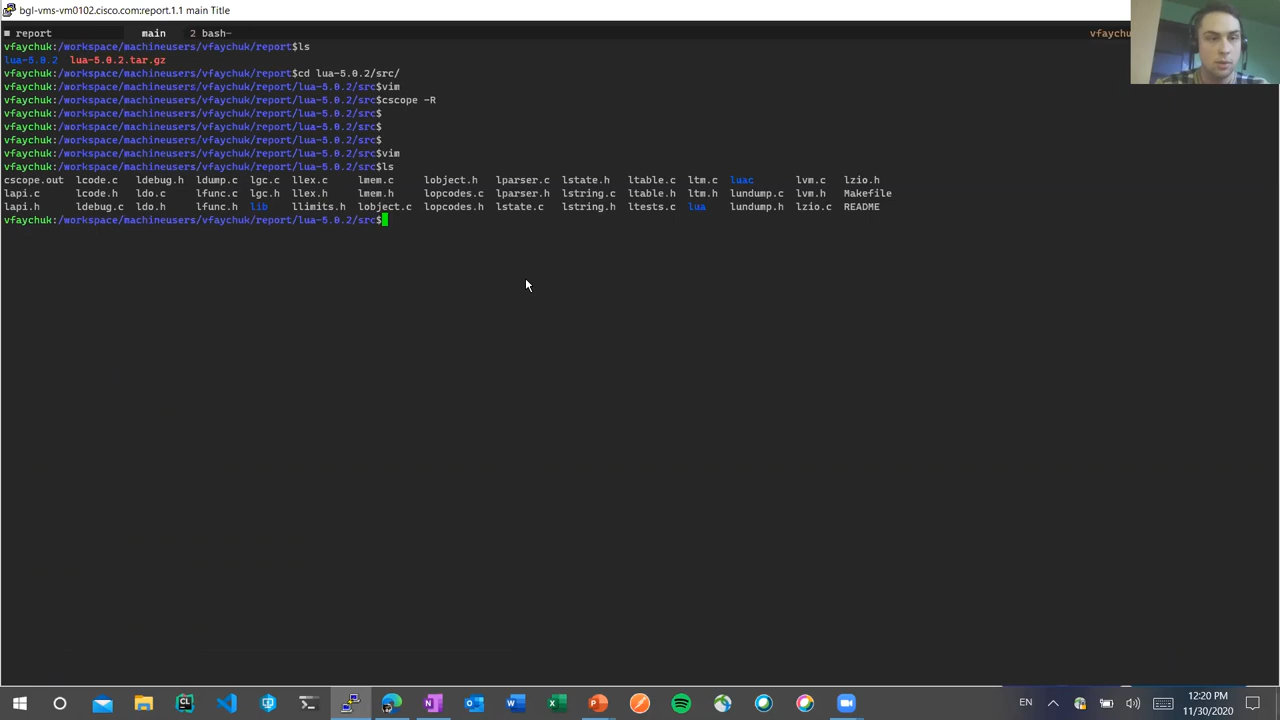 bgl-vms-vm0102.cisco.com:report.1.1 main Title
report main 2 bash-
vfaychuk:/workspace/machineusers/vfaychuk/report$ls
lua-5.0.2 lua-5.0.2.tar.gz
vfaychuk:/workspace/machineusers/vfaychuk/report$cd lua-5.0.2/src/
vfaychuk:/workspace/machineusers/vfaychuk/report/lua-5.0.2/src$vim
vfaychuk:/workspace/machineusers/vfaychuk/report/lua-5.0.2/src$cscope -R
vfaychuk:/workspace/machineusers/vfaychuk/report/lua-5.0.2/src$
vfaychuk:/workspace/machineusers/vfaychuk/report/lua-5.0.2/src$
vfaychuk:/workspace/machineusers/vfaychuk/report/lua-5.0.2/src$
vfaychuk:/workspace/machineusers/vfaychuk/report/lua-5.0.2/src$vim
vfaychuk:/workspace/machineusers/vfaychuk/report/lua-5.0.2/src$ls
cscope.out lcode.c ldebug.h ldump.c lgc.c llex.c lmem.c lobject.h lparser.c lstate.h ltable.c ltm.c luac lvm.c lzio.h
lapi.c lcode.h ldo.c lfunc.c lgc.h llex.h lmem.h lopcodes.c lparser.h lstring.c ltable.h ltm.h lundump.c lvm.h Makefile
lapi.h ldebug.c ldo.h lfunc.h lib llimits.h lobject.c lopcodes.h lstate.c lstring.h ltests.c lua lundump.h lzio.c README
vfaychuk:/workspace/machineusers/vfaychuk/report/lua-5.0.2/src$
EN
12:20 PM
11/30/2020